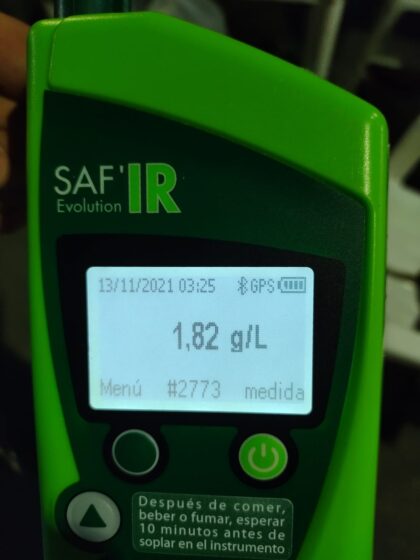 SAF'IR
Evolution
13/11/2021 03:25 GPS
1,82 g/L
Menú #2773 medida
Después de comer,
beber o fumar, esperar
10 minutos antes de
soplar en el instrumento